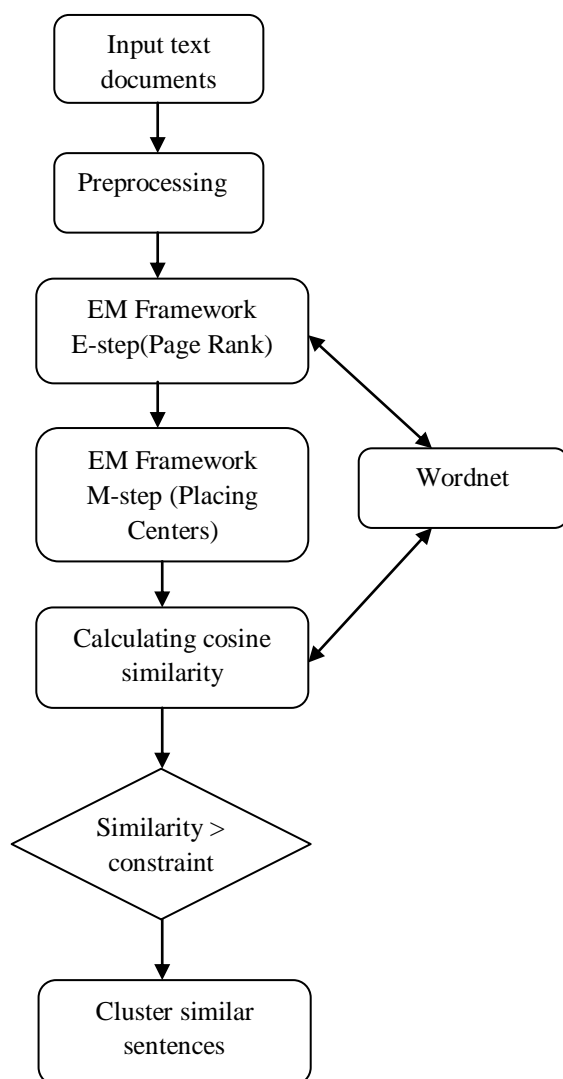 Input text
documents
Preprocessing
EM Framework
E-step(Page Rank)
EM Framework
M-step (Placing
Centers)
Wordnet
Calculating cosine
similarity
Similarity >
constraint
Cluster similar
sentences